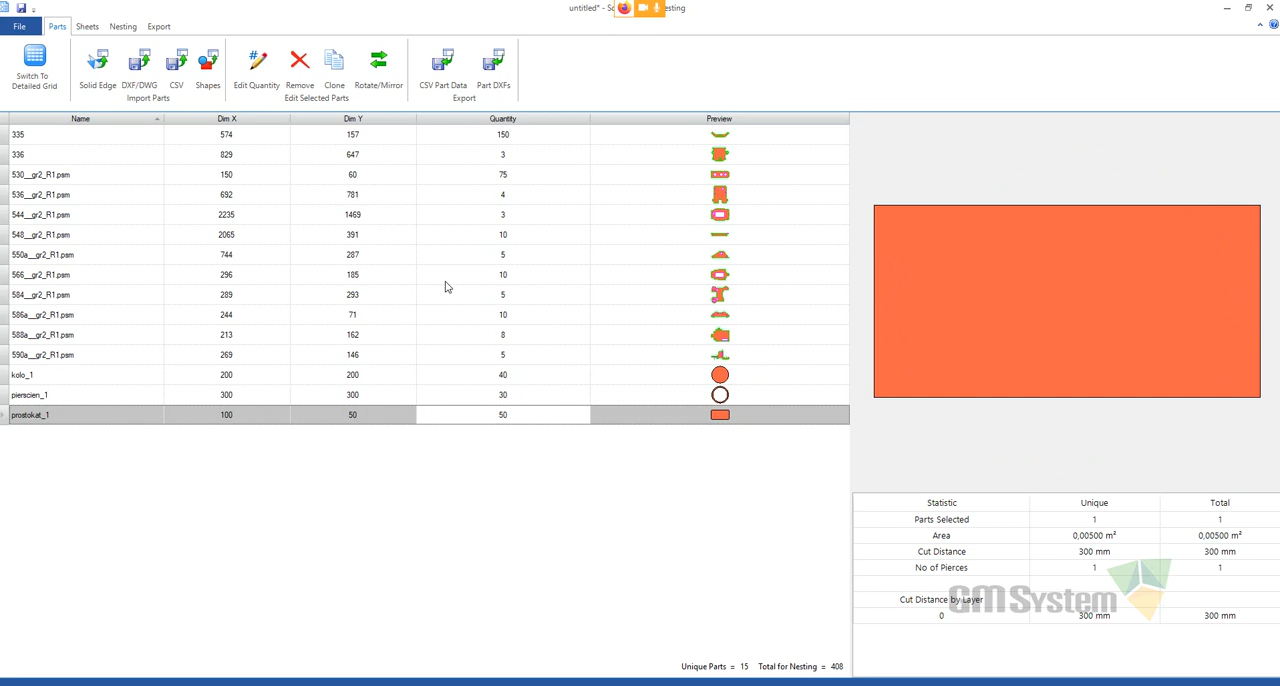 untitled* - So
esting
File Parts Sheets Nesting Export
Switch To
Detailed Grid
Solid Edge DXF/DWG CSV Shapes
Import Parts
Edit Quantity Remove Clone Rotate/Mirror
Edit Selected Parts
CSV Part Data Part DXFs
Export
Name Dim X Dim Y Quantity Preview
335 574 157 150
336 829 647 3
530__gr2_R1.psm 150 60 75
536__gr2_R1.psm 692 781 4
544__gr2_R1.psm 2235 1469 3
548__gr2_R1.psm 2065 391 10
550a__gr2_R1.psm 744 287 5
566__gr2_R1.psm 296 185 10
584__gr2_R1.psm 289 293 5
586a__gr2_R1.psm 244 71 10
588a__gr2_R1.psm 213 162 8
590a__gr2_R1.psm 269 146 5
kolo_1 200 200 40
pierscien_1 300 300 30
prostokat_1 100 50 50
Statistic Unique Total
Parts Selected 1 1
Area 0,00500 m² 0,00500 m²
Cut Distance 300 mm 300 mm
No of Pierces 1 1
Cut Distance by Layer
0 300 mm 300 mm
GMSystem
Unique Parts = 15 Total for Nesting = 408